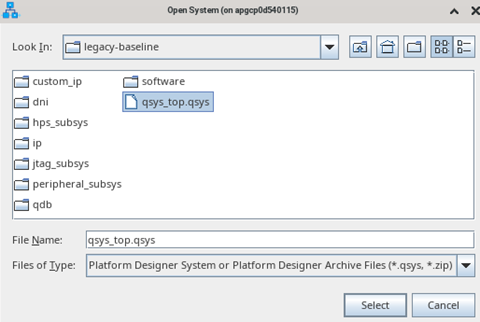 Open System (on apgcp0d540115)
Look In: legacy-baseline
custom_ip software
dni qsys_top.qsys
hps_subsys
ip
jtag_subsys
peripheral_subsys
qdb
File Name: qsys_top.qsys
Files of Type: Platform Designer System or Platform Designer Archive Files (*.qsys, *.zip)
Select Cancel